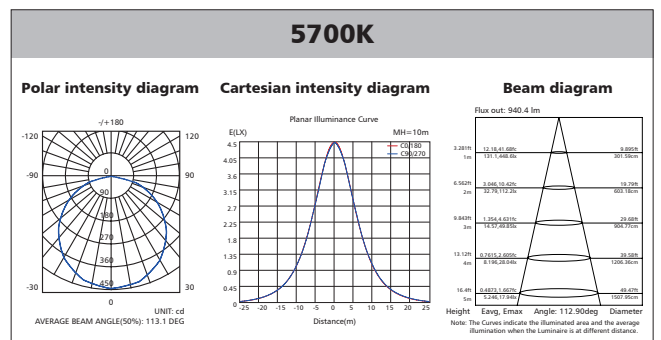 5700K
Polar intensity diagram
-/+180
-120
120
-90
90
0
90
180
270
360
450
-30
30
0
UNIT: cd
AVERAGE BEAM ANGLE(50%): 113.1 DEG
Cartesian intensity diagram
Planar Illuminance Curve
E(LX)
MH=10m
C0/180
C90/270
4.5
4.05
3.6
3.15
2.7
2.25
1.8
1.35
0.9
0.45
0
-25 -20 -15 -10 -5 0 5 10 15 20 25
Distance(m)
Beam diagram
Flux out: 940.4 lm
3.281ft 12.18,41.68fc 9.895ft
1m 131.1,448.6lx 301.59cm
6.562ft 3.046,10.42fc 19.79ft
2m 32.79,112.2lx 603.18cm
9.843ft 1.354,4.631fc 29.68ft
3m 14.57,49.85lx 904.77cm
13.12ft 0.7615,2.605fc 39.58ft
4m 8.196,28.04lx 1206.36cm
16.4ft 0.4873,1.667fc 49.47ft
5m 5.246,17.94lx 1507.95cm
Height Eavg, Emax Angle: 112.90deg Diameter
Note: The Curves indicate the illuminated area and the average
illumination when the Luminaire is at different distance.